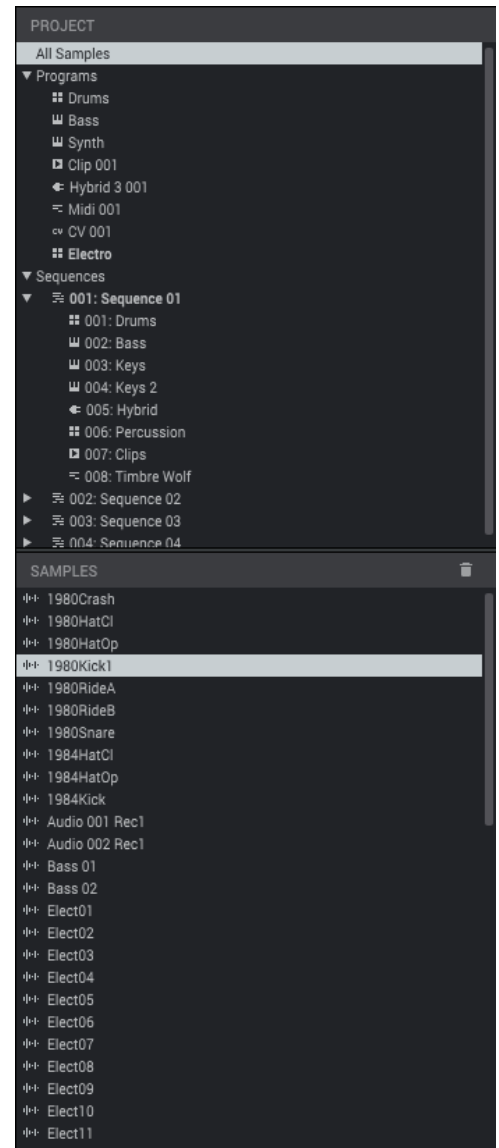 PROJECT
All Samples
Programs
Drums
Bass
Synth
Clip 001
Hybrid 3 001
Midi 001
CV CV 001
Electro
Sequences
001: Sequence 01
001: Drums
002: Bass
003: Keys
004: Keys 2
005: Hybrid
006: Percussion
007: Clips
008: Timbre Wolf
002: Sequence 02
003: Sequence 03
004: Sequence 04
SAMPLES
1980Crash
1980HatCl
1980HatOp
1980Kick1
1980RideA
1980RideB
1980Snare
1984HatCl
1984HatOp
1984Kick
Audio 001 Rec1
Audio 002 Rec1
Bass 01
Bass 02
Elect01
Elect02
Elect03
Elect04
Elect05
Elect06
Elect07
Elect08
Elect09
Elect10
Elect11